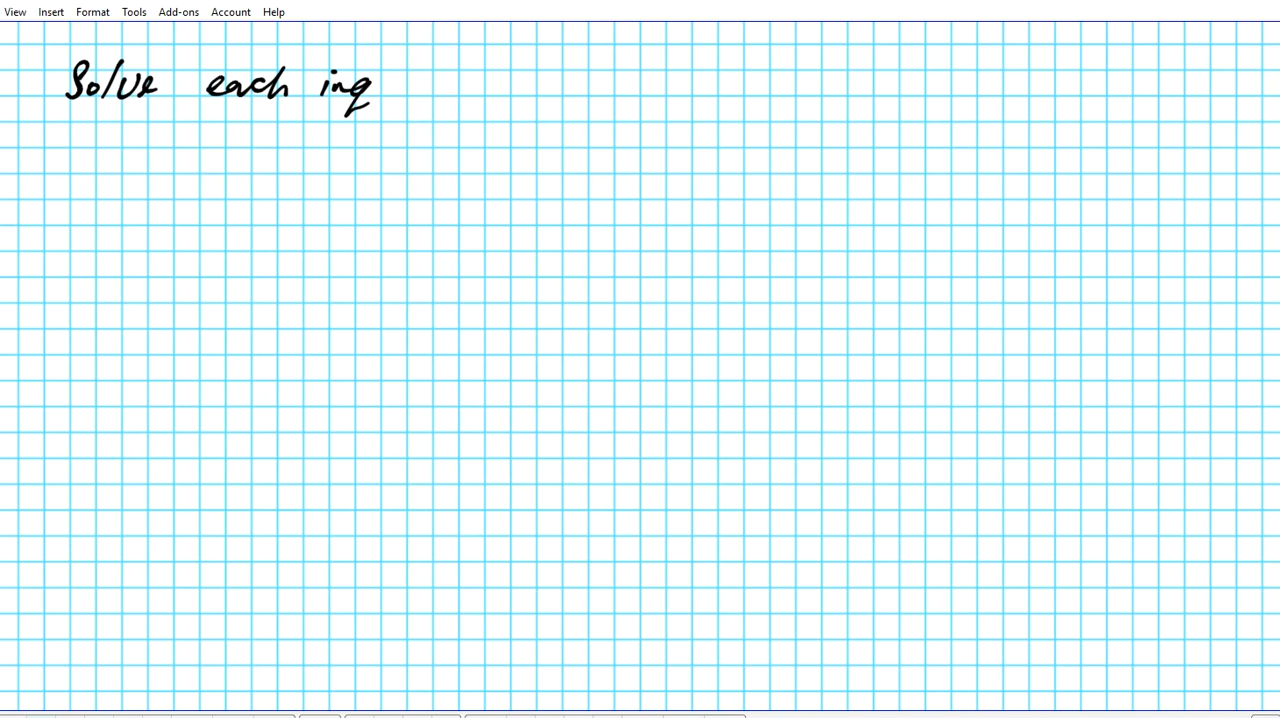 View Insert Format Tools Add-ons Account Help
Solve each inq